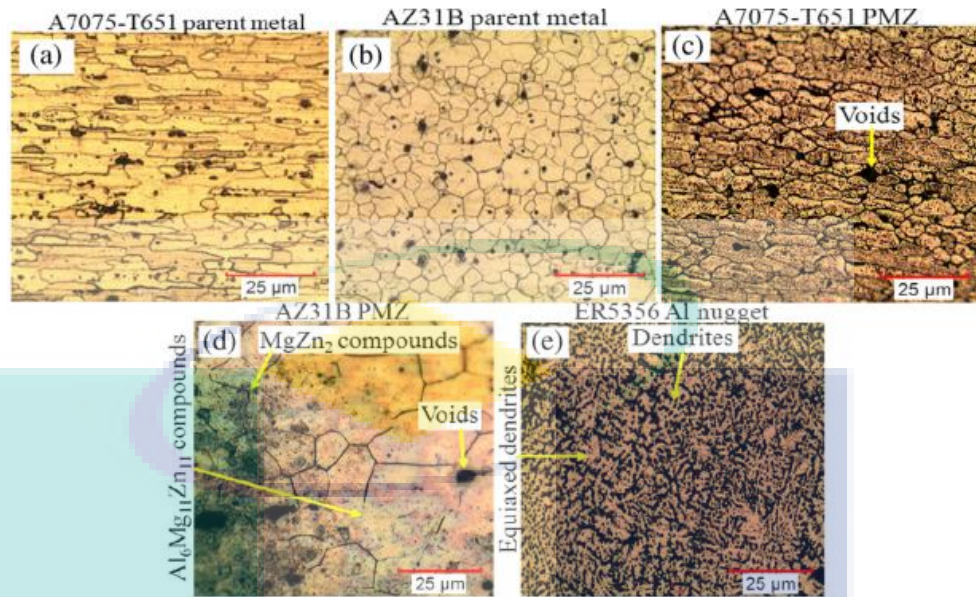 A7075-T651 parent metal
AZ31B parent metal
A7075-T651 PMZ
(a)
(b)
(c)
Voids
25 µm
25 µm
25 µm
AZ31B PMZ
ER5356 Al nugget
(d)
MgZn₂ compounds
Voids
Al₆Mg₁₁Zn₁₁ compounds
25 µm
(e)
Dendrites
Equiaxed dendrites
25 µm